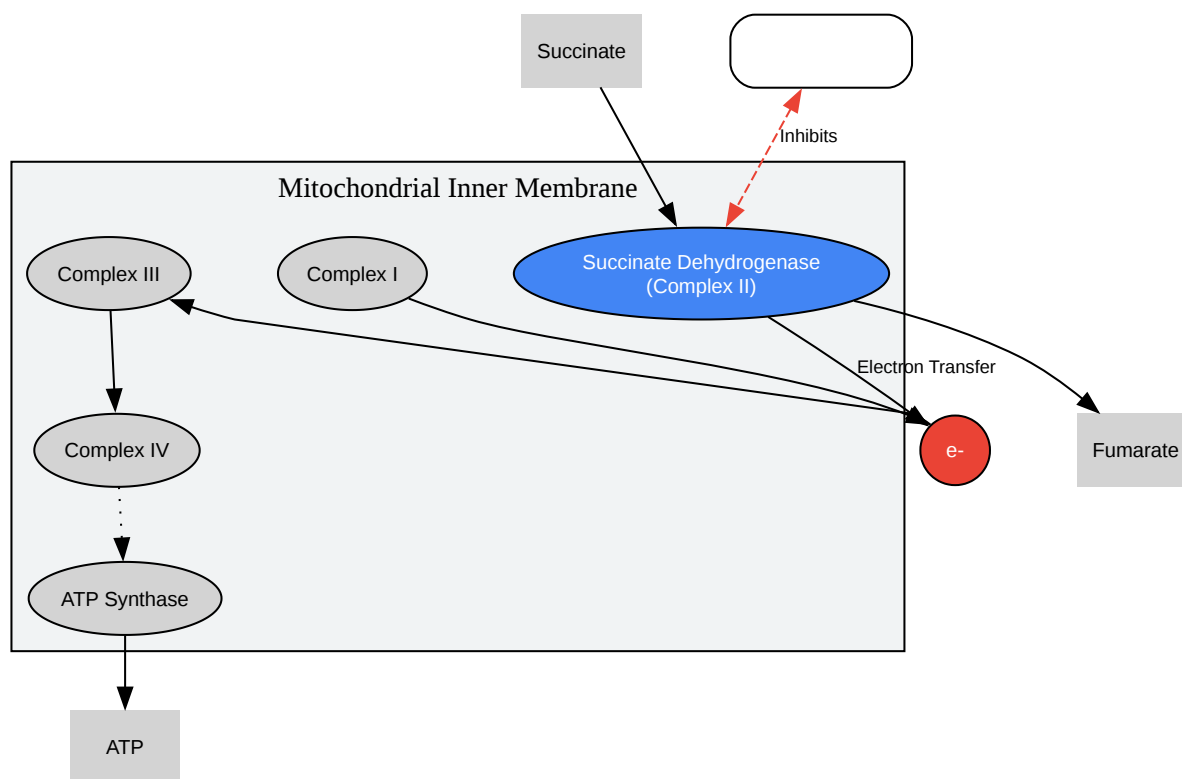 Succinate
Inhibits
Mitochondrial Inner Membrane
Complex III
Complex I
Succinate Dehydrogenase
(Complex II)
Electron Transfer
Complex IV
e-
Fumarate
ATP Synthase
ATP